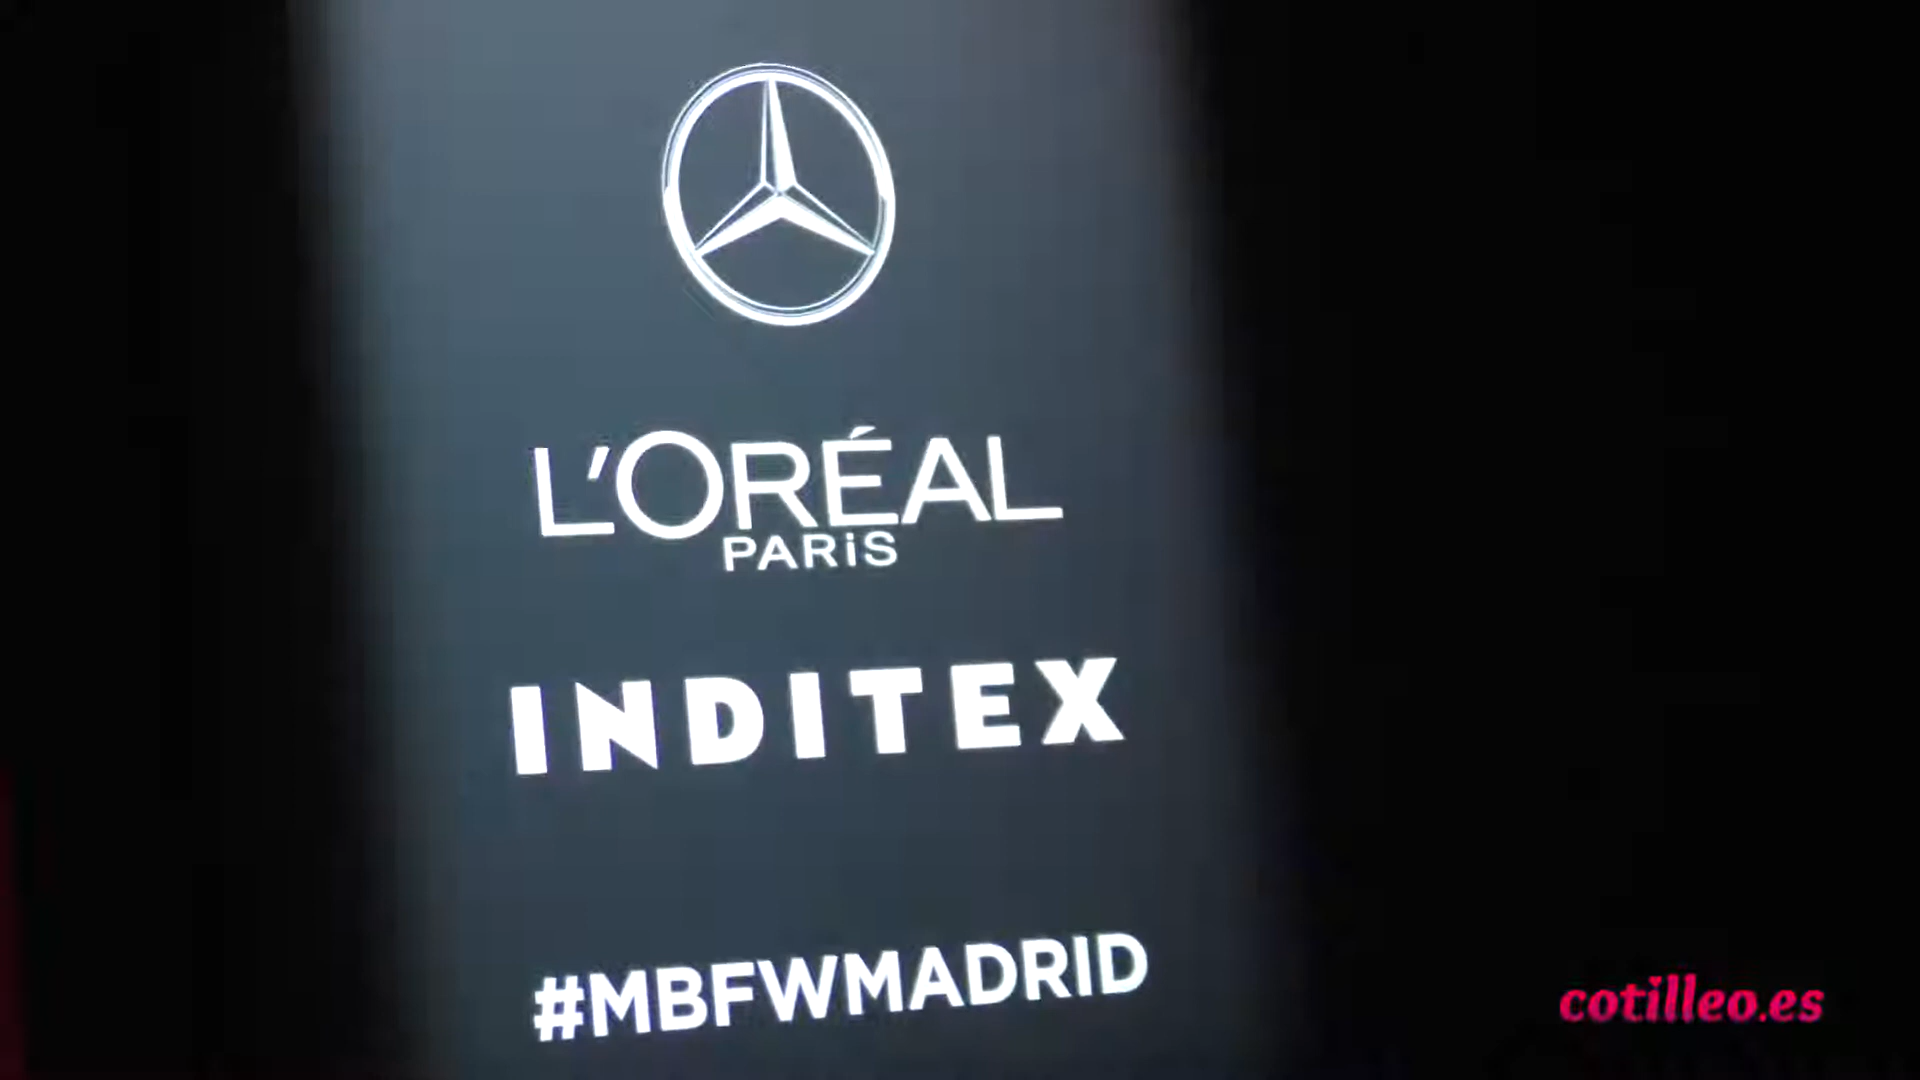 L'ORÉAL
PARiS
INDITEX
#MBFWMADRID
cotilleo.es